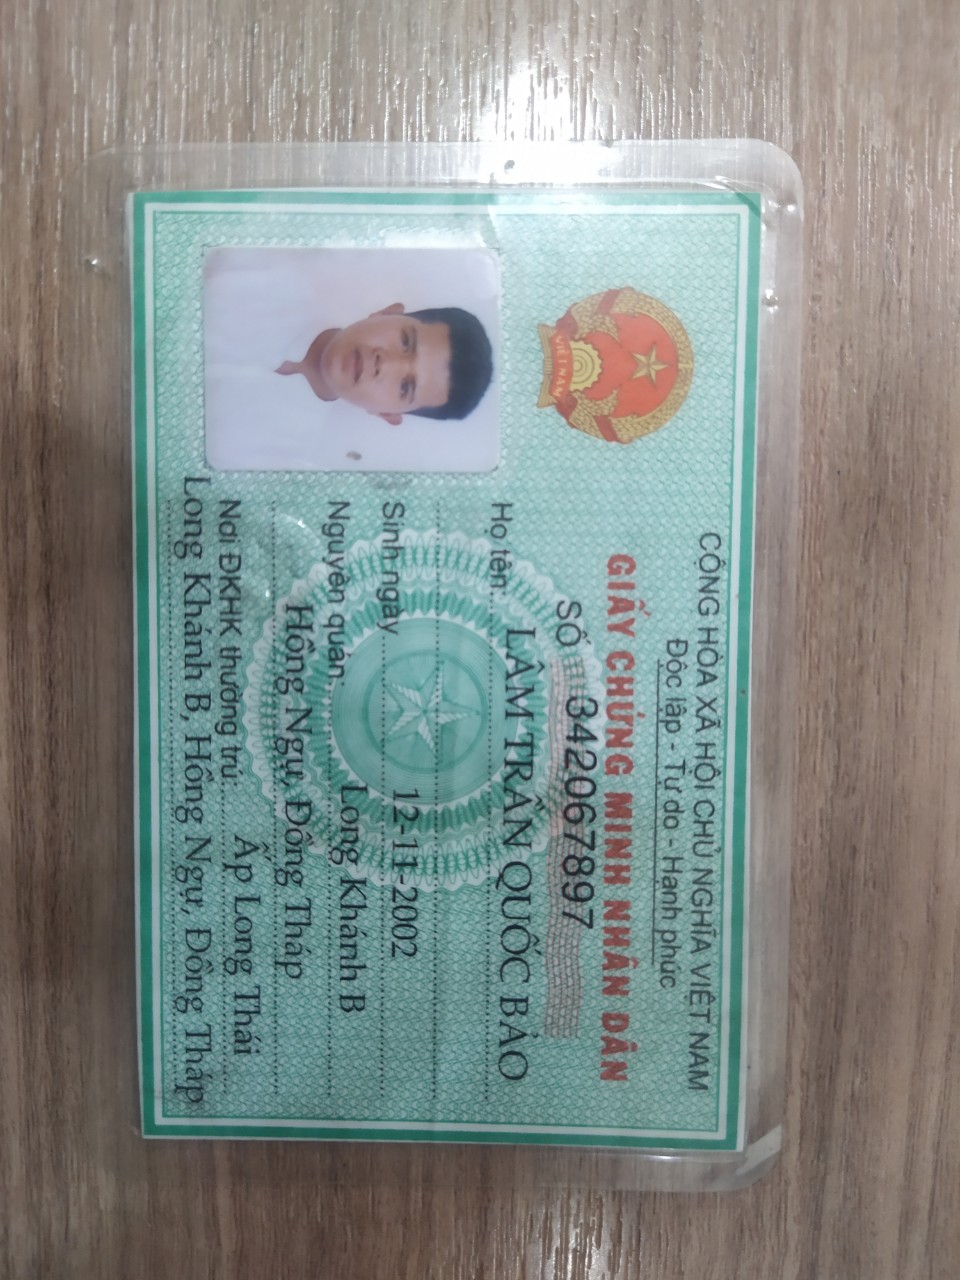 CỘNG HÒA XÃ HỘI CHỦ NGHĨA VIỆT NAM
Độc lập - Tự do - Hạnh phúc
GIẤY CHỨNG MINH NHÂN DÂN
SỐ 342067897
Họ tên: LÂM TRẦN QUỐC BẢO
Sinh ngày 12-11-2002
Nguyên quán: Long Khánh B
Hồng Ngự, Đồng Tháp
Nơi ĐKHK thường trú: Ấp Long Thái
Long Khánh B, Hồng Ngự, Đồng Tháp
VIỆT NAM